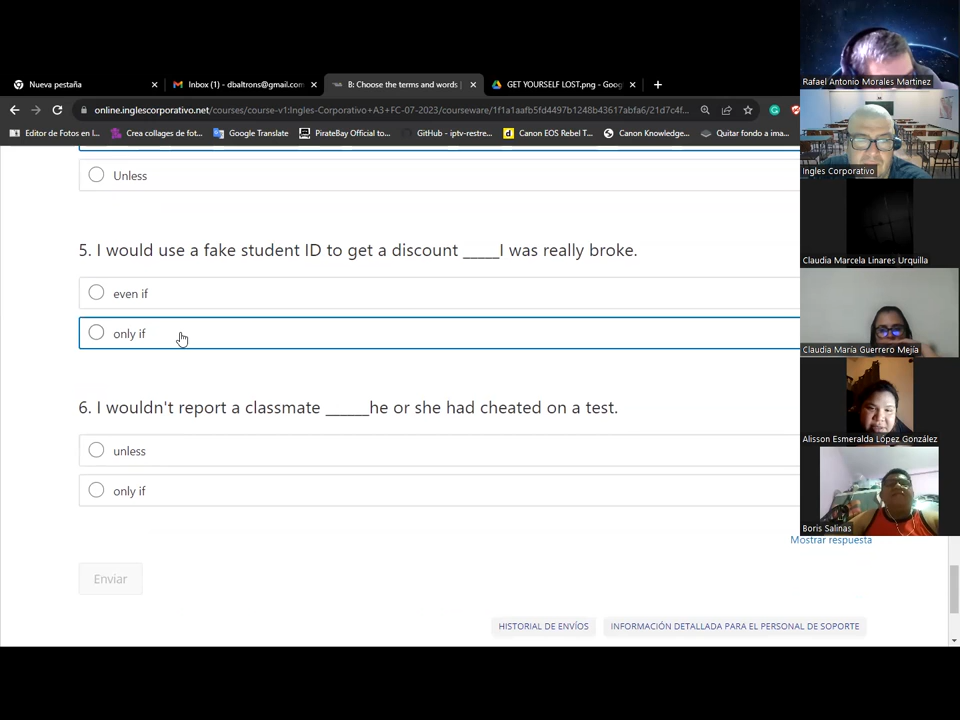 Nueva pestaña
Inbox (1) - dbaltrons@gmail.com
B: Choose the terms and words |
GET YOURSELF LOST.png - Goog
online.inglescorporativo.net/courses/course-v1:Ingles-Corporativo+A3+FC-07-2023/courseware/1f1a1aafb5fd4497b1248b43617abfa6/21d7c4f...
Editor de Fotos en l...
Crea collages de fot...
Google Translate
PirateBay Official to...
GitHub - iptv-restre...
Canon EOS Rebel T...
Canon Knowledge...
Quitar fondo a ima...
Unless
5. I would use a fake student ID to get a discount _____I was really broke.
even if
only if
6. I wouldn't report a classmate ______he or she had cheated on a test.
unless
only if
Mostrar respuesta
Enviar
HISTORIAL DE ENVÍOS
INFORMACIÓN DETALLADA PARA EL PERSONAL DE SOPORTE
Rafael Antonio Morales Martinez
Ingles Corporativo
Claudia Marcela Linares Urquilla
Claudia María Guerrero Mejía
Alisson Esmeralda López González
Boris Salinas